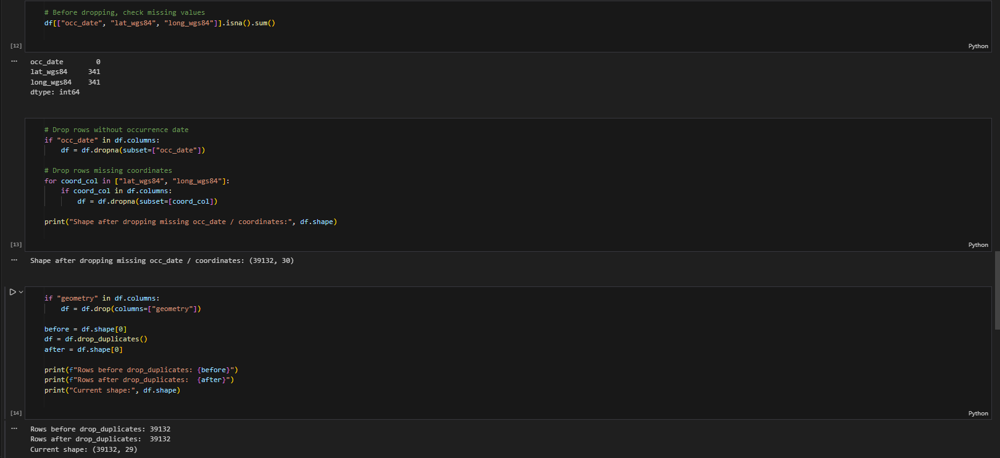 # Before dropping, check missing values
df[["occ_date", "lat_wgs84", "long_wgs84"]].isna().sum()
[12]
Python
...
occ_date        0
lat_wgs84     341
long_wgs84    341
dtype: int64
# Drop rows without occurrence date
if "occ_date" in df.columns:
    df = df.dropna(subset=["occ_date"])
# Drop rows missing coordinates
for coord_col in ["lat_wgs84", "long_wgs84"]:
    if coord_col in df.columns:
        df = df.dropna(subset=[coord_col])
print("Shape after dropping missing occ_date / coordinates:", df.shape)
[13]
Python
...
Shape after dropping missing occ_date / coordinates: (39132, 30)
if "geometry" in df.columns:
    df = df.drop(columns=["geometry"])
before = df.shape[0]
df = df.drop_duplicates()
after = df.shape[0]
print(f"Rows before drop_duplicates: {before}")
print(f"Rows after drop_duplicates:  {after}")
print("Current shape:", df.shape)
[14]
Python
...
Rows before drop_duplicates: 39132
Rows after drop_duplicates:  39132
Current shape: (39132, 29)